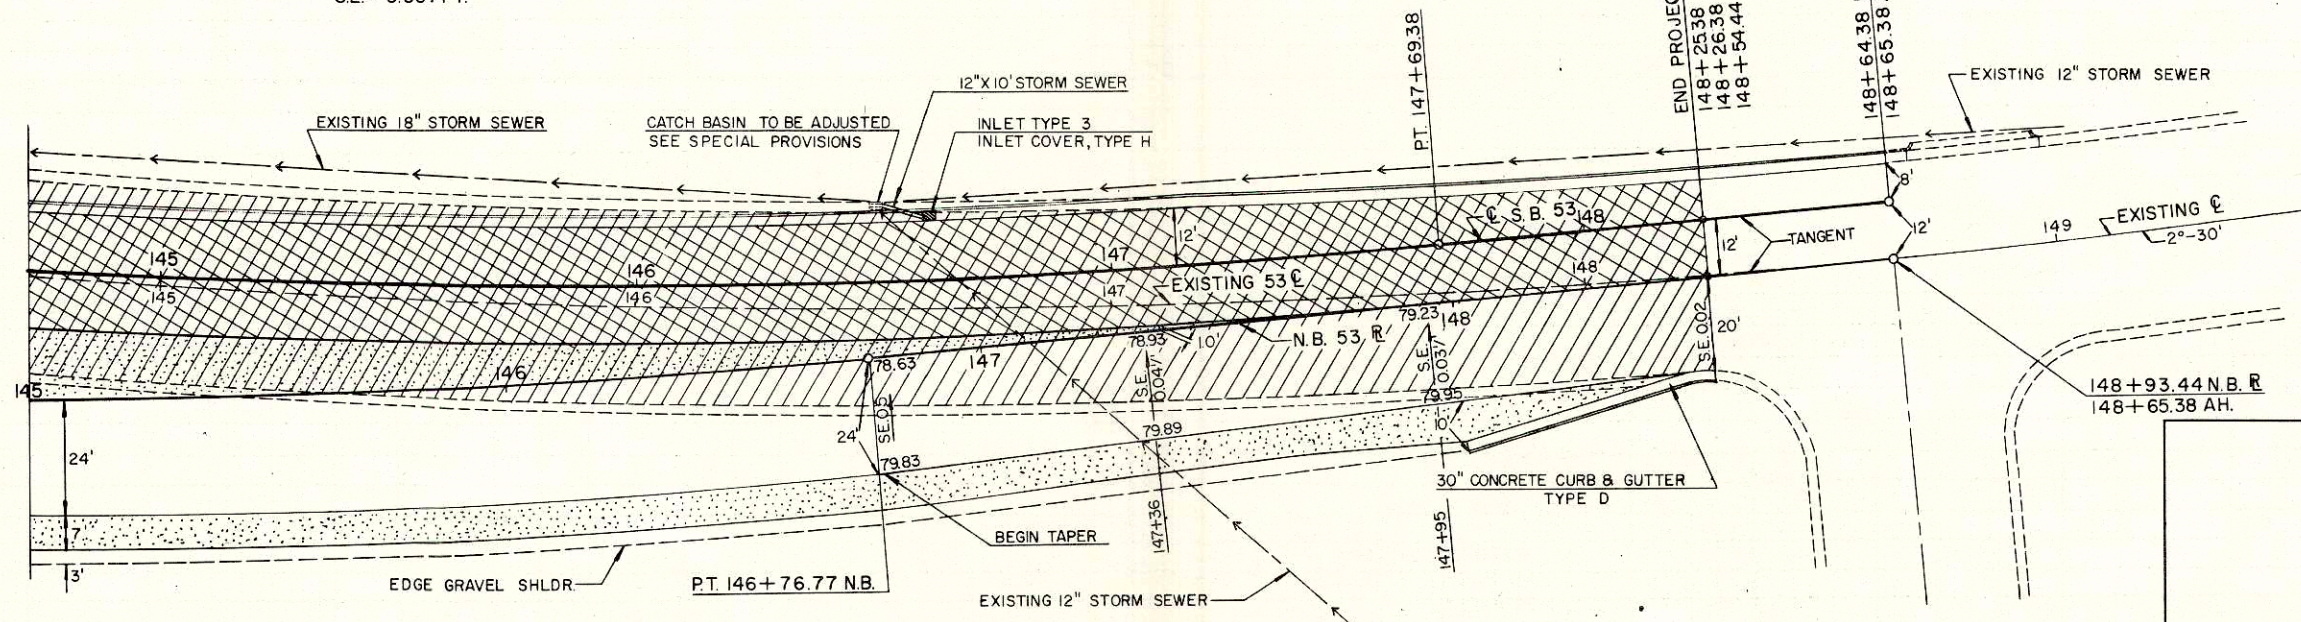 P.T. 147+69.38
END PROJEC
148+25.38
148+26.38
148+54.44
148+64.38
148+65.38
EXISTING 12" STORM SEWER
12"X10' STORM SEWER
EXISTING 18" STORM SEWER
CATCH BASIN TO BE ADJUSTED
SEE SPECIAL PROVISIONS
INLET TYPE 3
INLET COVER, TYPE H
8'
12'
℄ S.B. 53
148
12'
TANGENT
12'
149
EXISTING ℄
2°-30'
145
146
147
145
146
147
EXISTING 53 ℄
148
79.23
148
N.B. 53 ℞
78.93
10'
S.E. 0.02
20'
78.63
147
146
145
S.E. 0.04'/'
S.E. 0.03'/'
79.95
10'
148+93.44 N.B. ℞
148+65.38 AH.
24'
24'
S.E. .05
79.83
79.89
30" CONCRETE CURB & GUTTER
TYPE D
7'
3'
BEGIN TAPER
147+36
147+95
EDGE GRAVEL SHLDR.
P.T. 146+76.77 N.B.
EXISTING 12" STORM SEWER